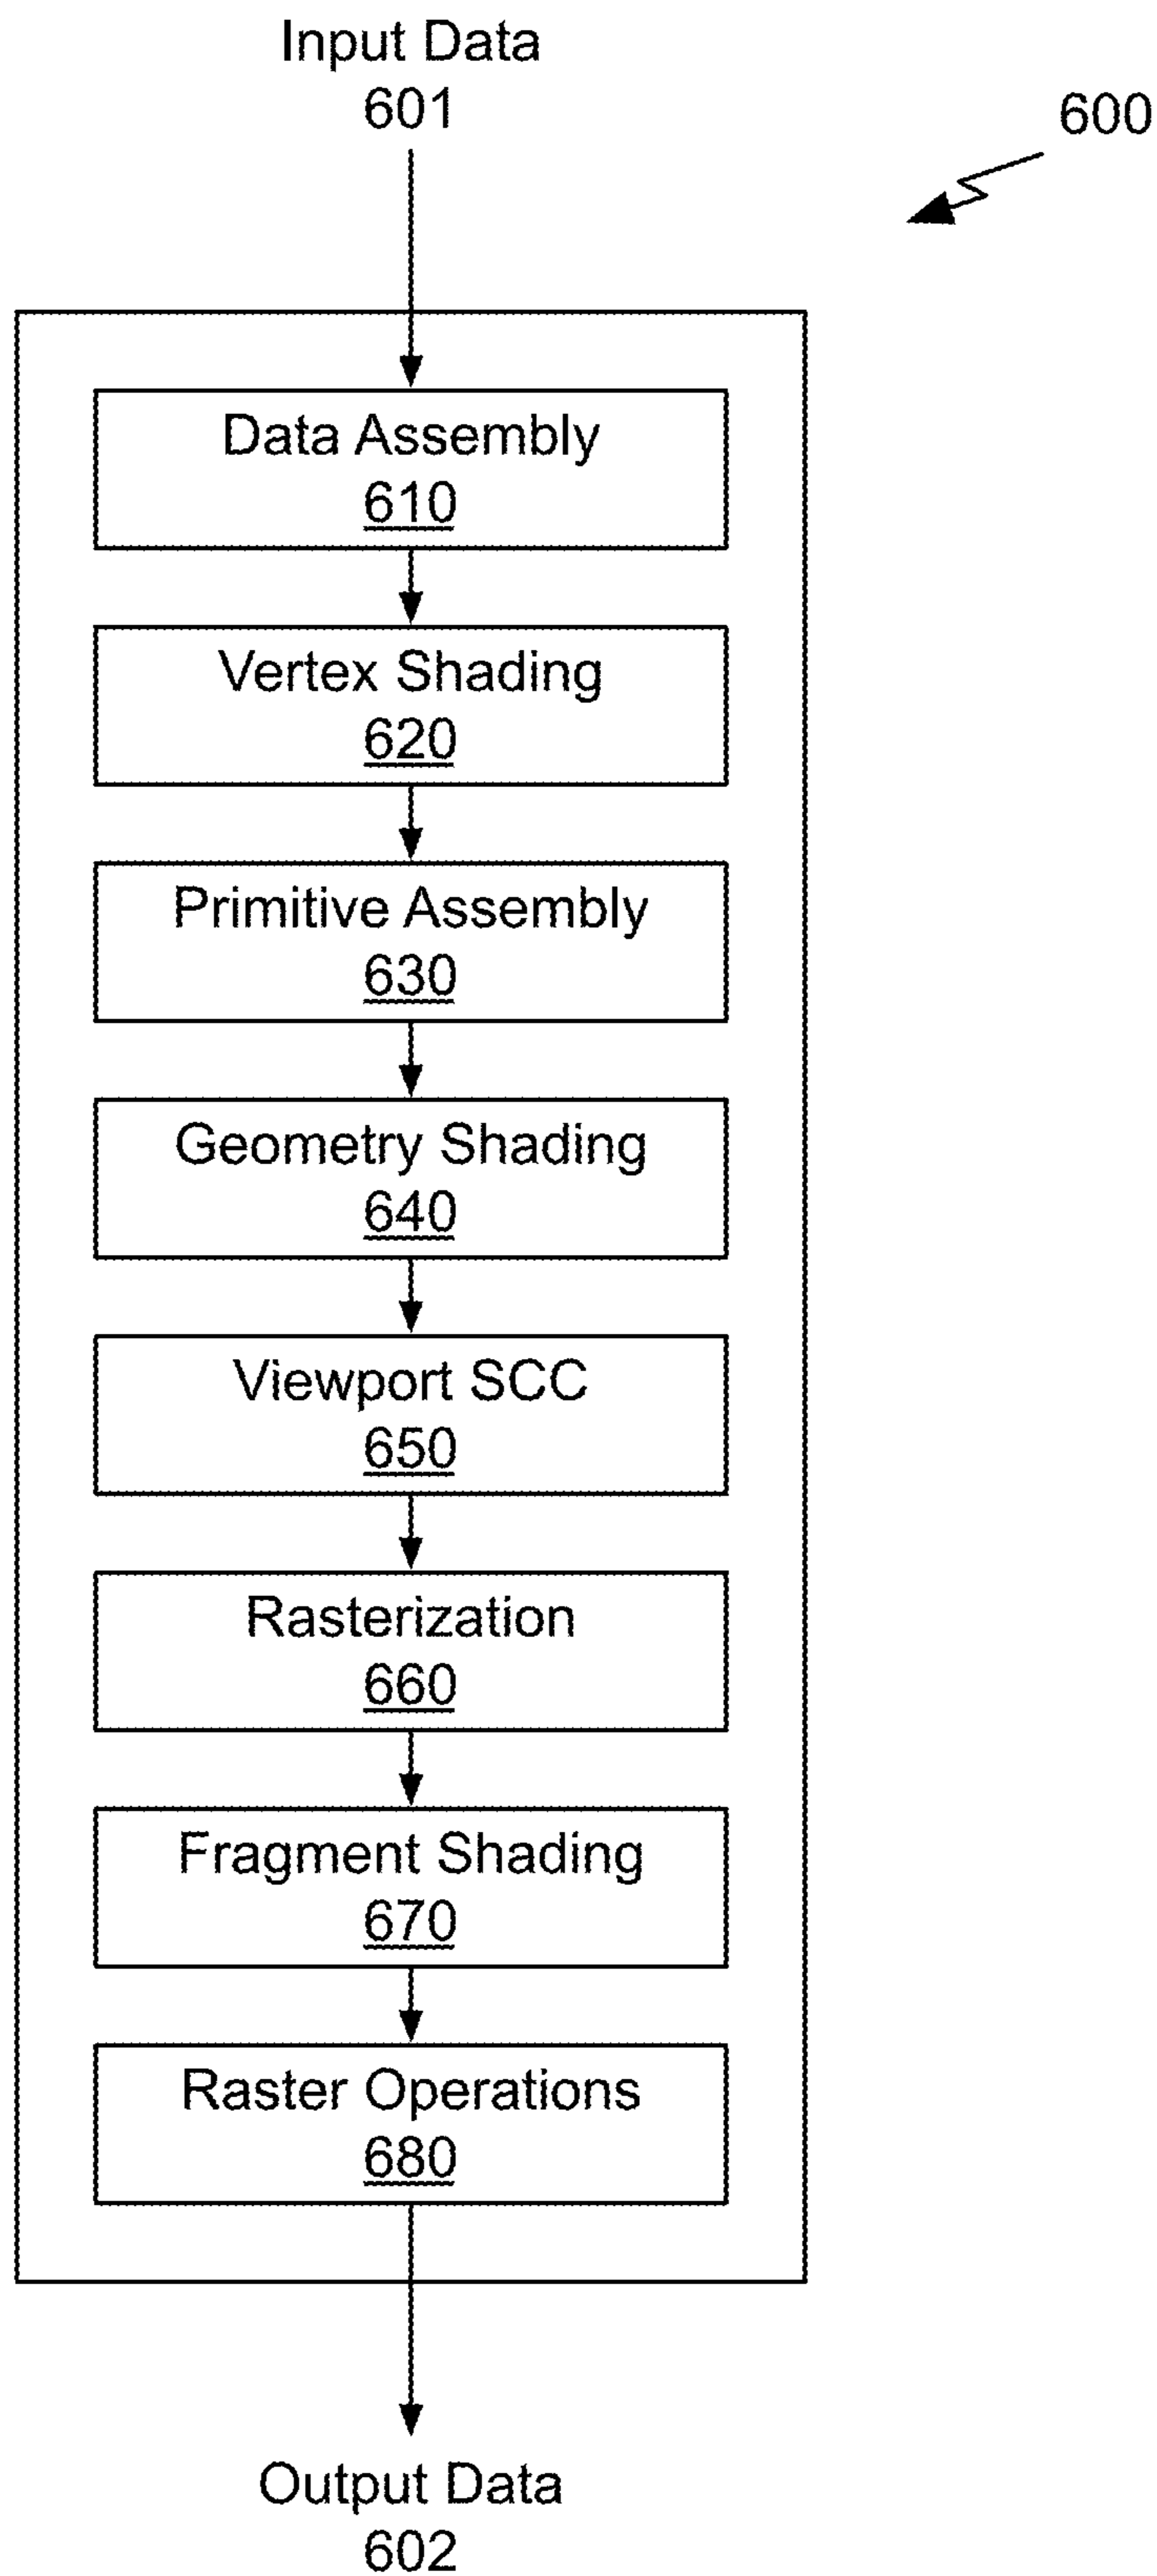 Input Data
601
600
Data Assembly
610
Vertex Shading
620
Primitive Assembly
630
Geometry Shading
640
Viewport SCC
650
Rasterization
660
Fragment Shading
670
Raster Operations
680
Output Data
602